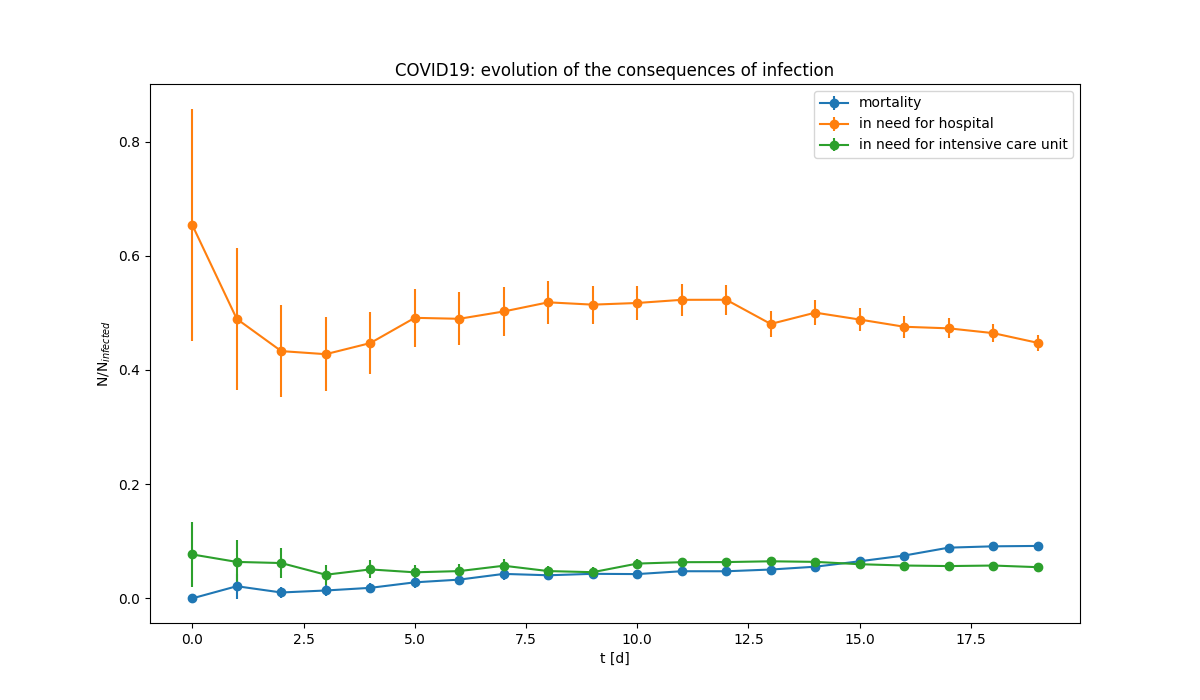 COVID19: evolution of the consequences of infection
mortality
in need for hospital
in need for intensive care unit
0.8
0.6
0.4
0.2
0.0
N/N_infected
0.0 2.5 5.0 7.5 10.0 12.5 15.0 17.5
t [d]